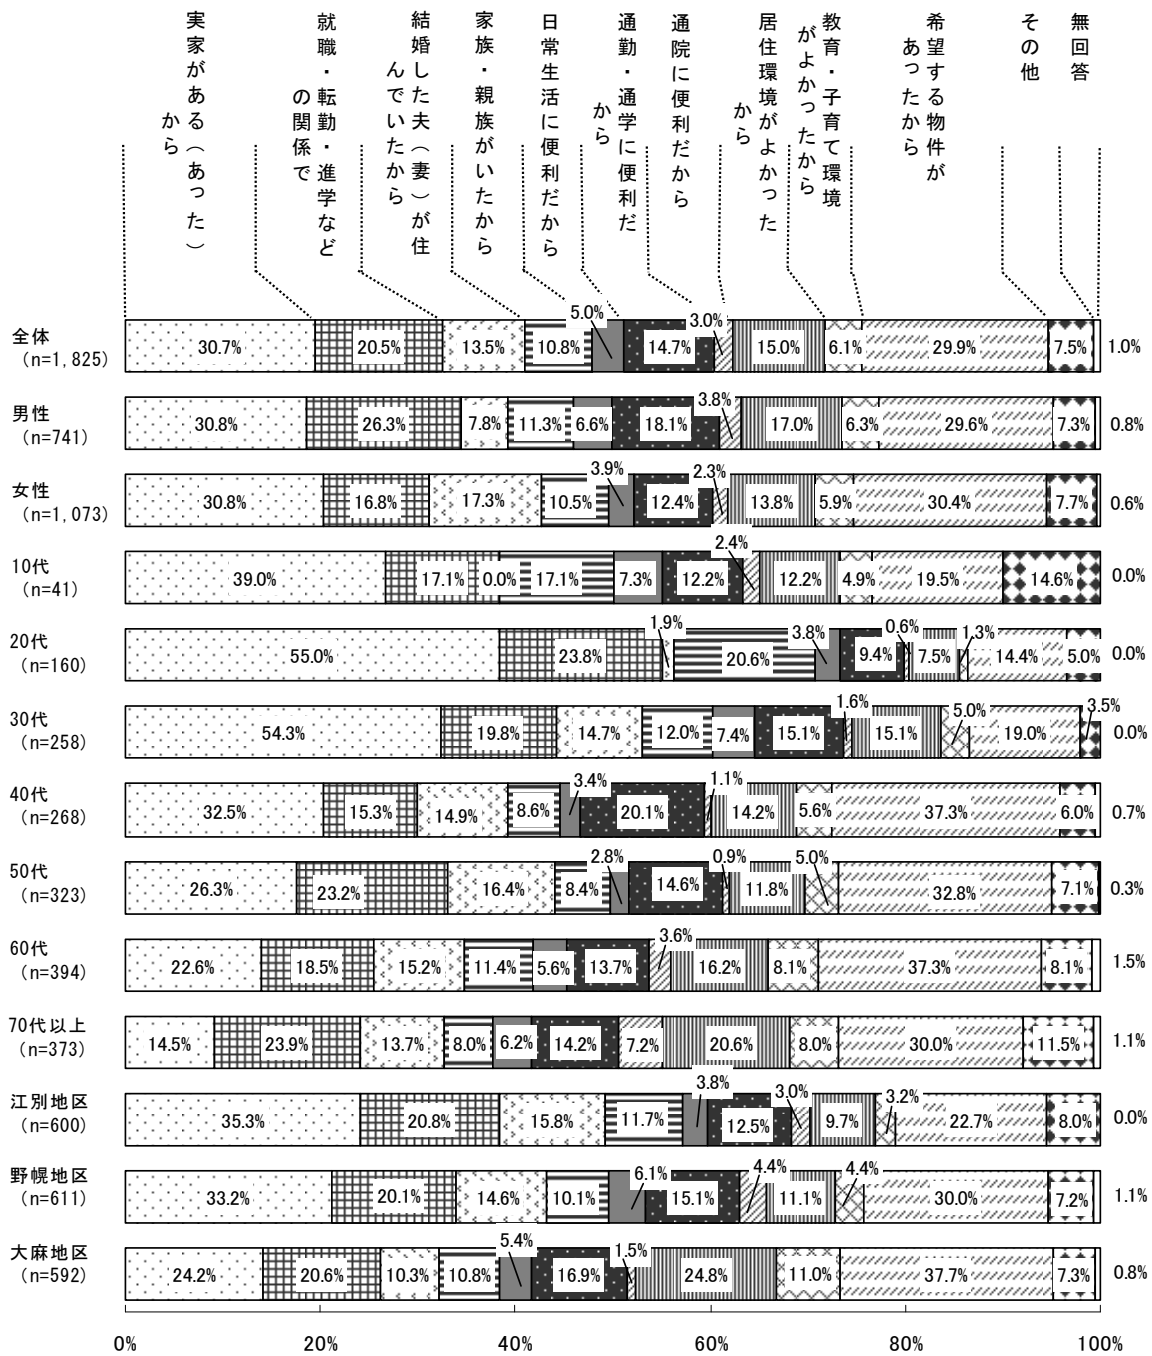 実家がある（あった）
から
就職・転勤・進学など
の関係で
結婚した夫（妻）が住
んでいたから
家族・親族がいたから
日常生活に便利だから
通勤・通学に便利だ
から
通院に便利だから
居住環境がよかった
から
教育・子育て環境
がよかったから
希望する物件が
あったから
その他
無回答
全体
（n=1,825）
30.7% 20.5% 13.5% 10.8% 5.0% 14.7% 3.0% 15.0% 6.1% 29.9% 7.5% 1.0%
男性
（n=741）
30.8% 26.3% 7.8% 11.3% 6.6% 18.1% 3.8% 17.0% 6.3% 29.6% 7.3% 0.8%
女性
（n=1,073）
30.8% 16.8% 17.3% 10.5% 3.9% 12.4% 2.3% 13.8% 5.9% 30.4% 7.7% 0.6%
10代
（n=41）
39.0% 17.1% 0.0% 17.1% 7.3% 12.2% 2.4% 12.2% 4.9% 19.5% 14.6% 0.0%
20代
（n=160）
55.0% 23.8% 1.9% 20.6% 3.8% 9.4% 0.6% 7.5% 1.3% 14.4% 5.0% 0.0%
30代
（n=258）
54.3% 19.8% 14.7% 12.0% 7.4% 15.1% 1.6% 15.1% 5.0% 19.0% 3.5% 0.0%
40代
（n=268）
32.5% 15.3% 14.9% 8.6% 3.4% 20.1% 1.1% 14.2% 5.6% 37.3% 6.0% 0.7%
50代
（n=323）
26.3% 23.2% 16.4% 8.4% 2.8% 14.6% 0.9% 11.8% 5.0% 32.8% 7.1% 0.3%
60代
（n=394）
22.6% 18.5% 15.2% 11.4% 5.6% 13.7% 3.6% 16.2% 8.1% 37.3% 8.1% 1.5%
70代以上
（n=373）
14.5% 23.9% 13.7% 8.0% 6.2% 14.2% 7.2% 20.6% 8.0% 30.0% 11.5% 1.1%
江別地区
（n=600）
35.3% 20.8% 15.8% 11.7% 3.8% 12.5% 3.0% 9.7% 3.2% 22.7% 8.0% 0.0%
野幌地区
（n=611）
33.2% 20.1% 14.6% 10.1% 6.1% 15.1% 4.4% 11.1% 4.4% 30.0% 7.2% 1.1%
大麻地区
（n=592）
24.2% 20.6% 10.3% 10.8% 5.4% 16.9% 1.5% 24.8% 11.0% 37.7% 7.3% 0.8%
0% 20% 40% 60% 80% 100%